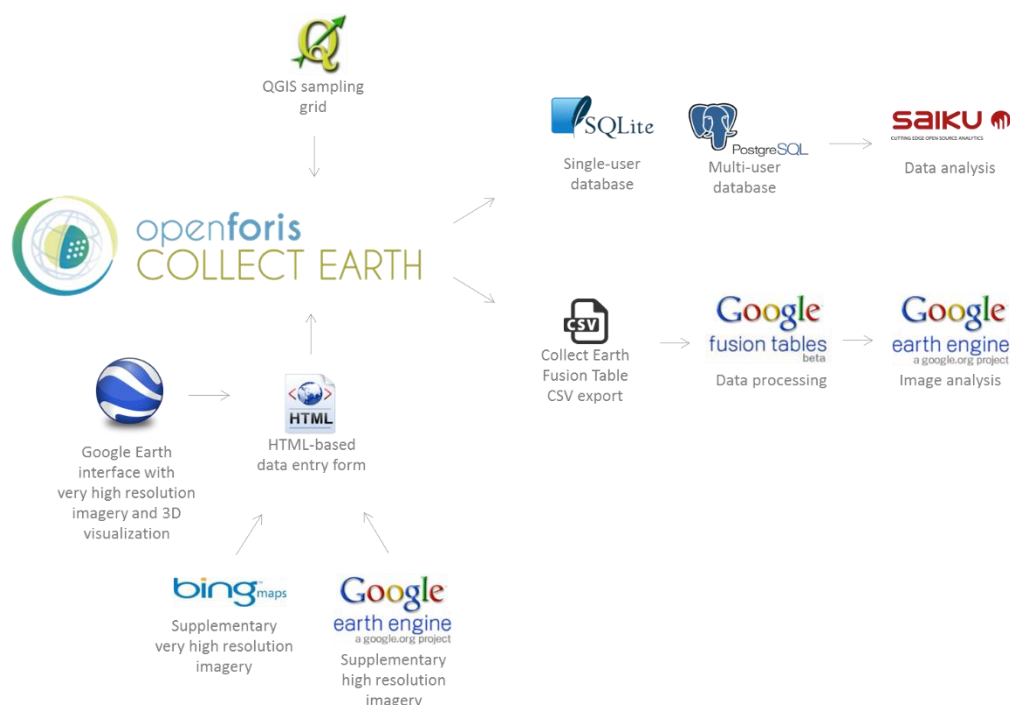 QGIS sampling
grid
SQLite
Single-user
database
PostgreSQL
Multi-user
database
saiku
CUTTING EDGE OPEN SOURCE ANALYTICS
Data analysis
openforis
COLLECT EARTH
CSV
Collect Earth
Fusion Table
CSV export
Google
fusion tables
beta
Data processing
Google
earth engine
a google.org project
Image analysis
Google Earth
interface with
very high resolution
imagery and 3D
visualization
HTML
HTML-based
data entry form
bing maps
Supplementary
very high resolution
imagery
Google
earth engine
a google.org project
Supplementary
high resolution
imagery